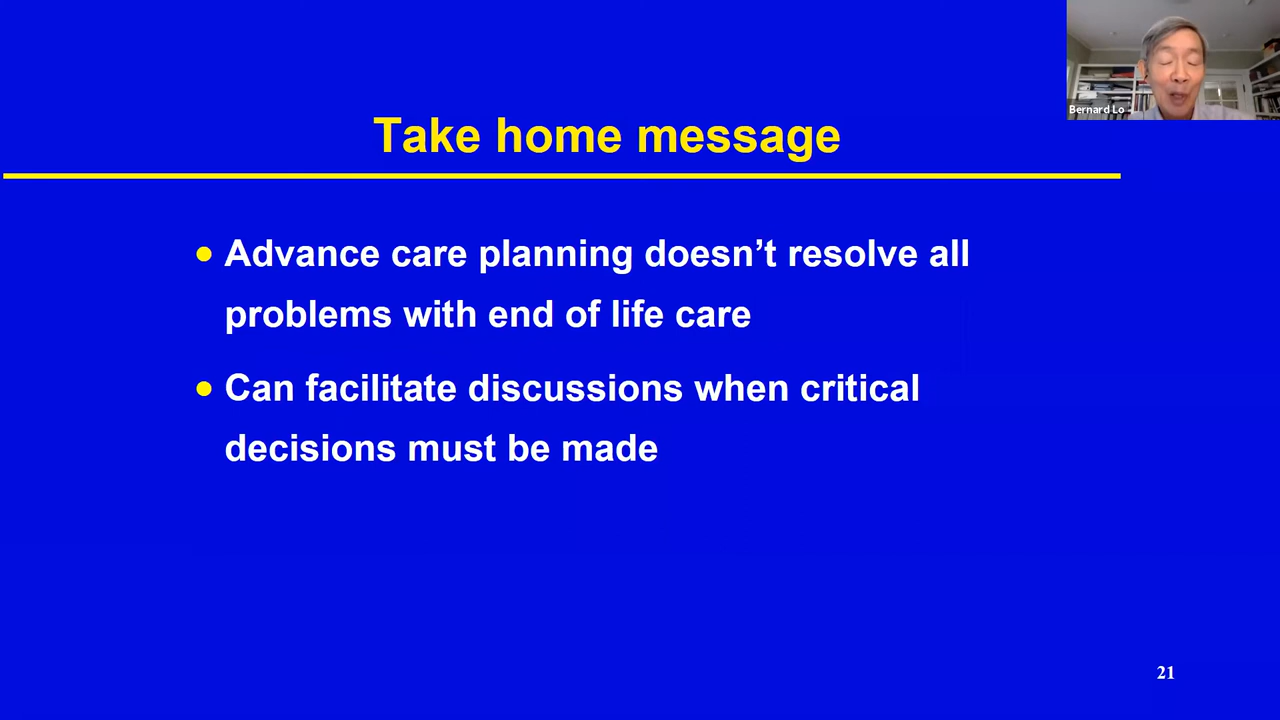 Bernard Lo
Take home message
• Advance care planning doesn’t resolve all
problems with end of life care
• Can facilitate discussions when critical
decisions must be made
21